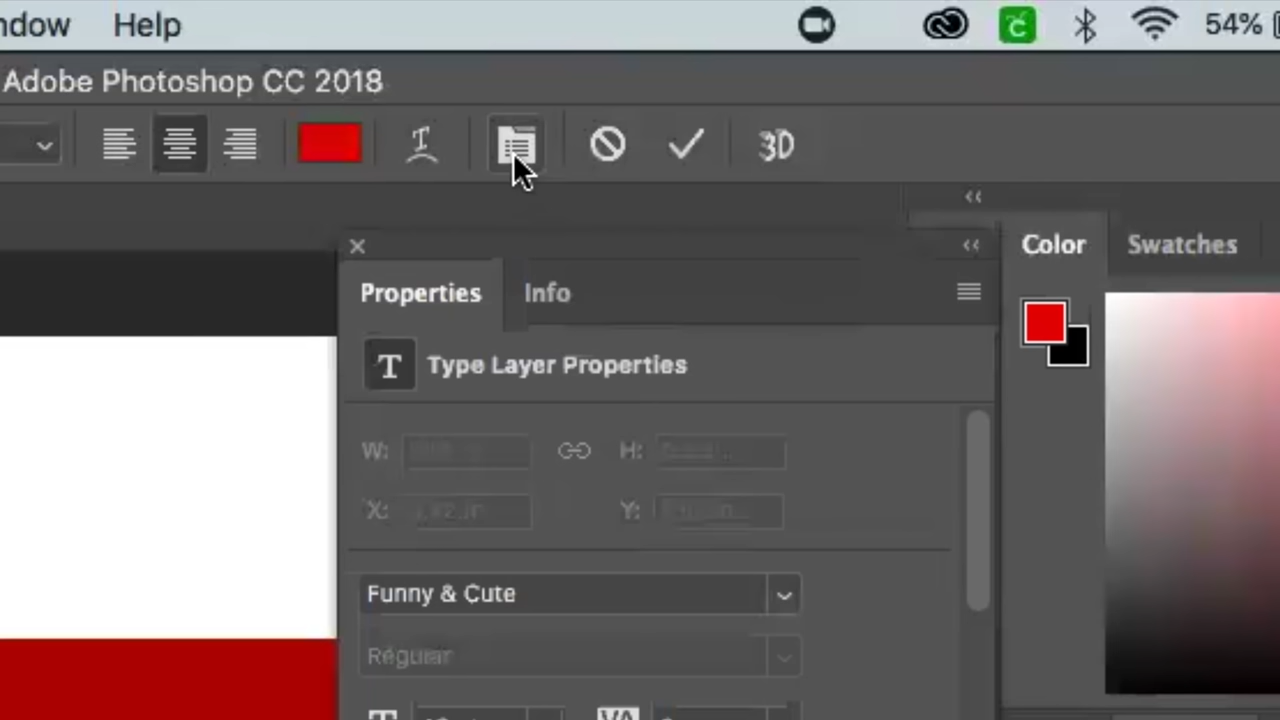 ndow Help 54%
Adobe Photoshop CC 2018
3D
Color Swatches
Properties Info
T Type Layer Properties
W: H:
X: Y:
Funny & Cute
Regular